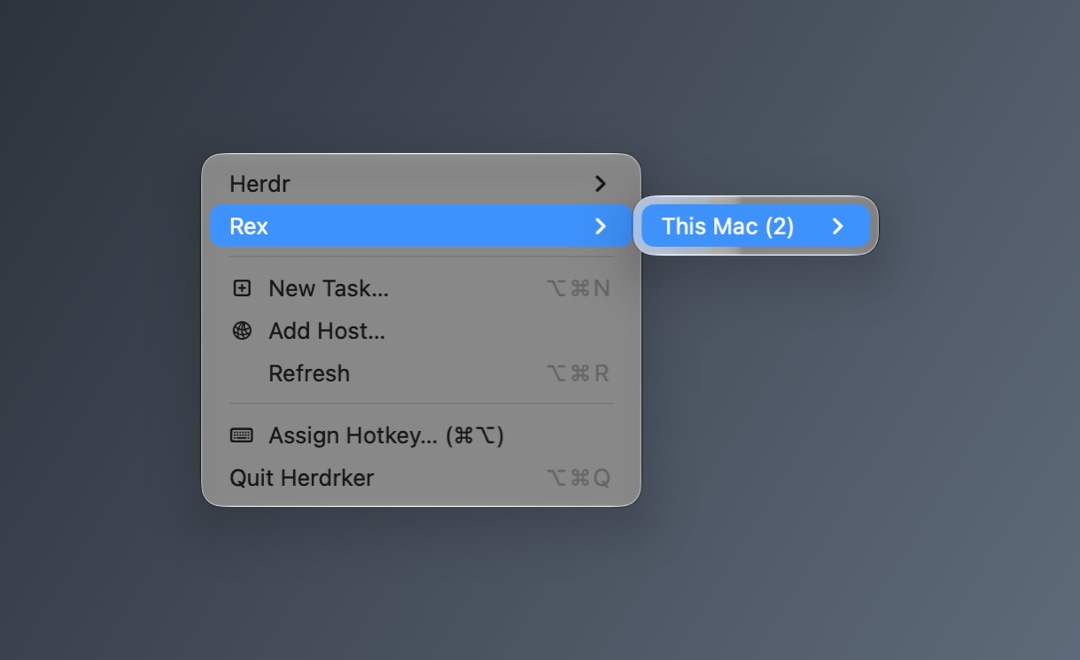 Herdr
Rex
This Mac (2)
New Task... ⌥⌘N
Add Host...
Refresh ⌥⌘R
Assign Hotkey... (⌘⌥)
Quit Herdrker ⌥⌘Q